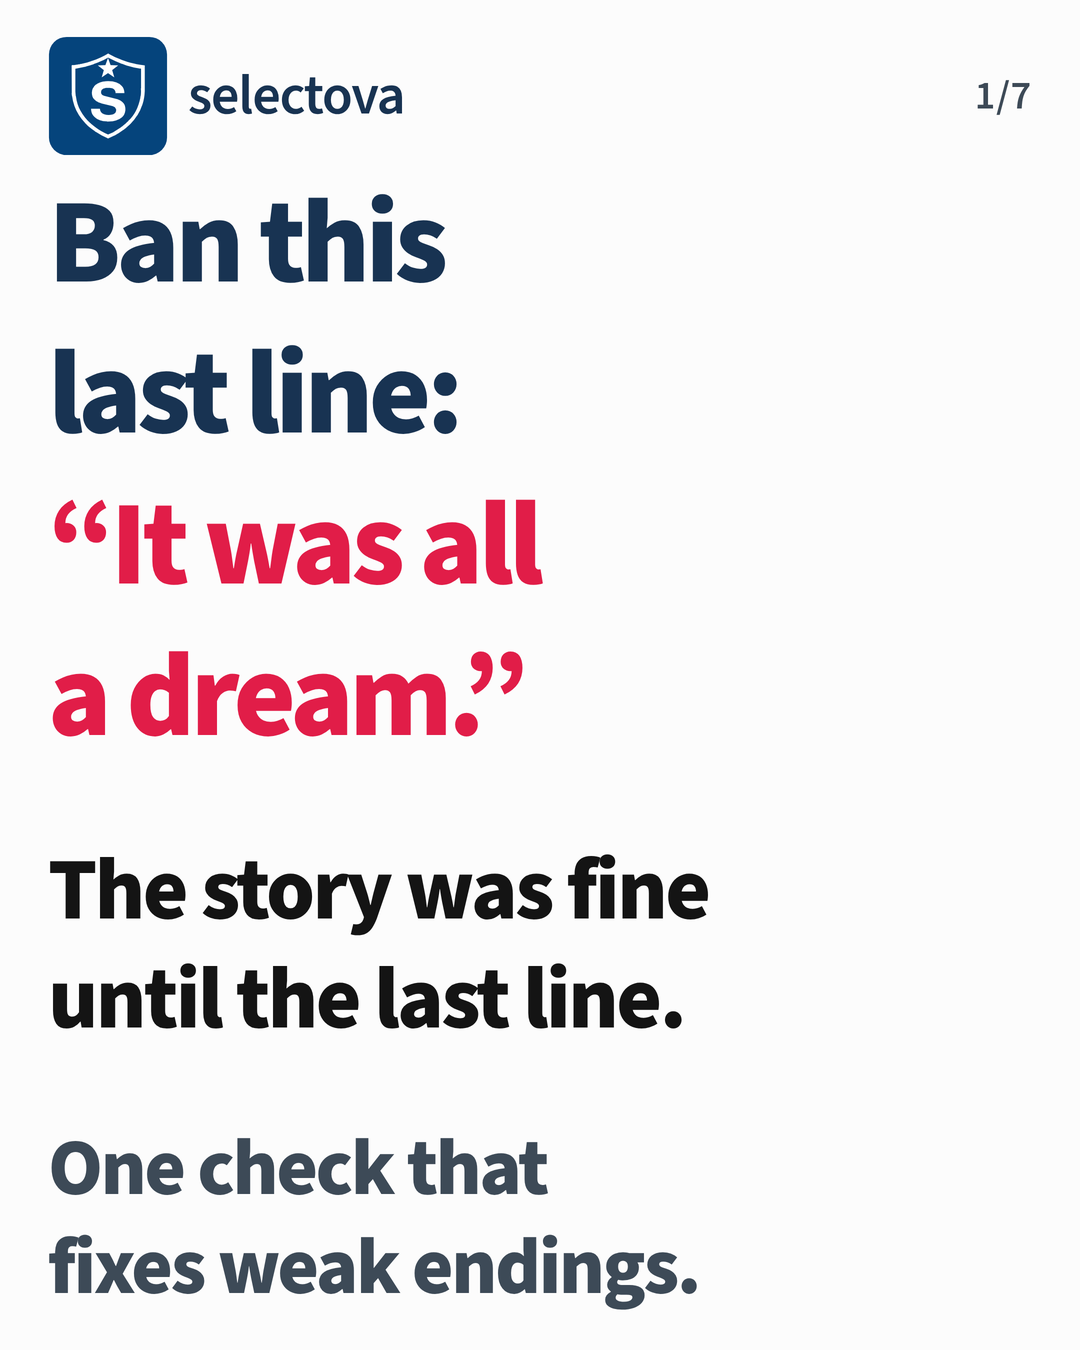 S
selectova
1/7
Ban this
last line:
“It was all
a dream.”
The story was fine
until the last line.
One check that
fixes weak endings.